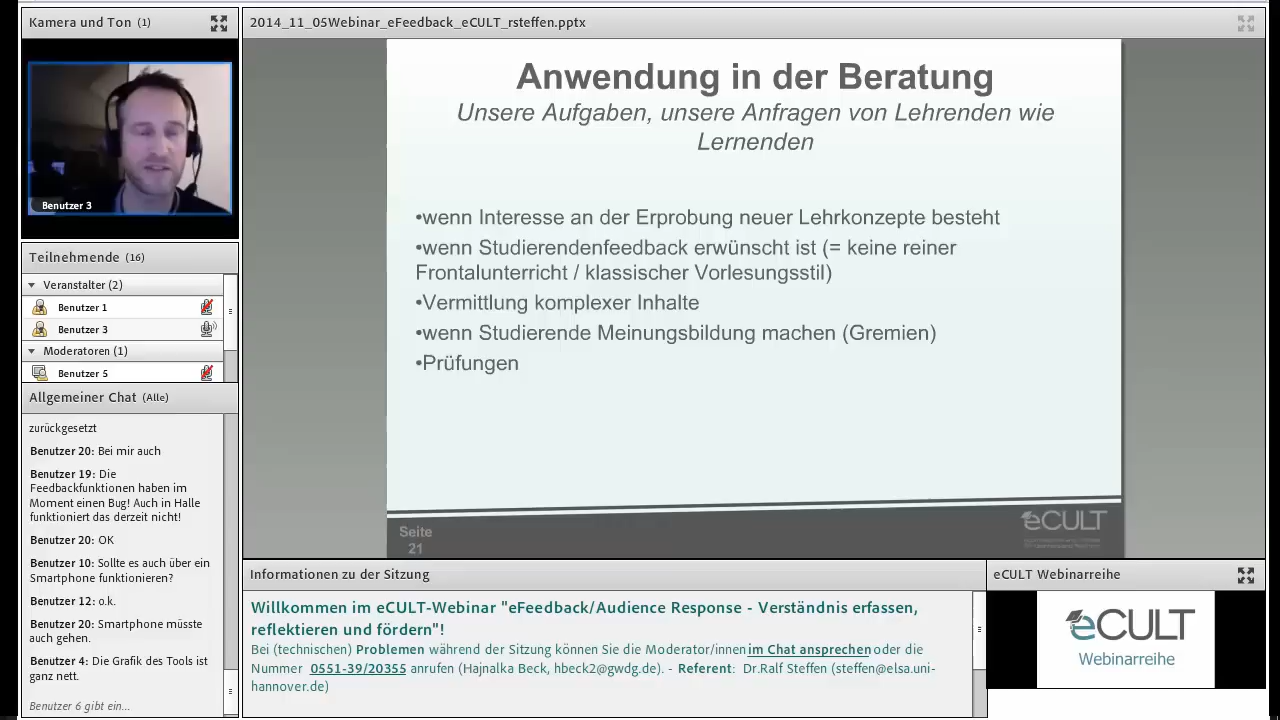 Kamera und Ton (1)
Benutzer 3
Teilnehmende (16)
Veranstalter (2)
Benutzer 1
Benutzer 3
Moderatoren (1)
Benutzer 5
Allgemeiner Chat (Alle)
zurückgesetzt
Benutzer 20: Bei mir auch
Benutzer 19: Die
Feedbackfunktionen haben im
Moment einen Bug! Auch in Halle
funktioniert das derzeit nicht!
Benutzer 20: OK
Benutzer 10: Sollte es auch über ein
Smartphone funktionieren?
Benutzer 12: o.k.
Benutzer 20: Smartphone müsste
auch gehen.
Benutzer 4: Die Grafik des Tools ist
ganz nett.
Benutzer 6 gibt ein...
2014_11_05Webinar_eFeedback_eCULT_rsteffen.pptx
Anwendung in der Beratung
Unsere Aufgaben, unsere Anfragen von Lehrenden wie
Lernenden
•wenn Interesse an der Erprobung neuer Lehrkonzepte besteht
•wenn Studierendenfeedback erwünscht ist (= keine reiner
Frontalunterricht / klassischer Vorlesungsstil)
•Vermittlung komplexer Inhalte
•wenn Studierende Meinungsbildung machen (Gremien)
•Prüfungen
Seite
21
eCULT
Informationen zu der Sitzung
Willkommen im eCULT-Webinar "eFeedback/Audience Response - Verständnis erfassen,
reflektieren und fördern"!
Bei (technischen) Problemen während der Sitzung können Sie die Moderator/innen im Chat ansprechen oder die
Nummer 0551-39/20355 anrufen (Hajnalka Beck, hbeck2@gwdg.de). - Referent: Dr.Ralf Steffen (steffen@elsa.uni-
hannover.de)
eCULT Webinarreihe
eCULT
Webinarreihe